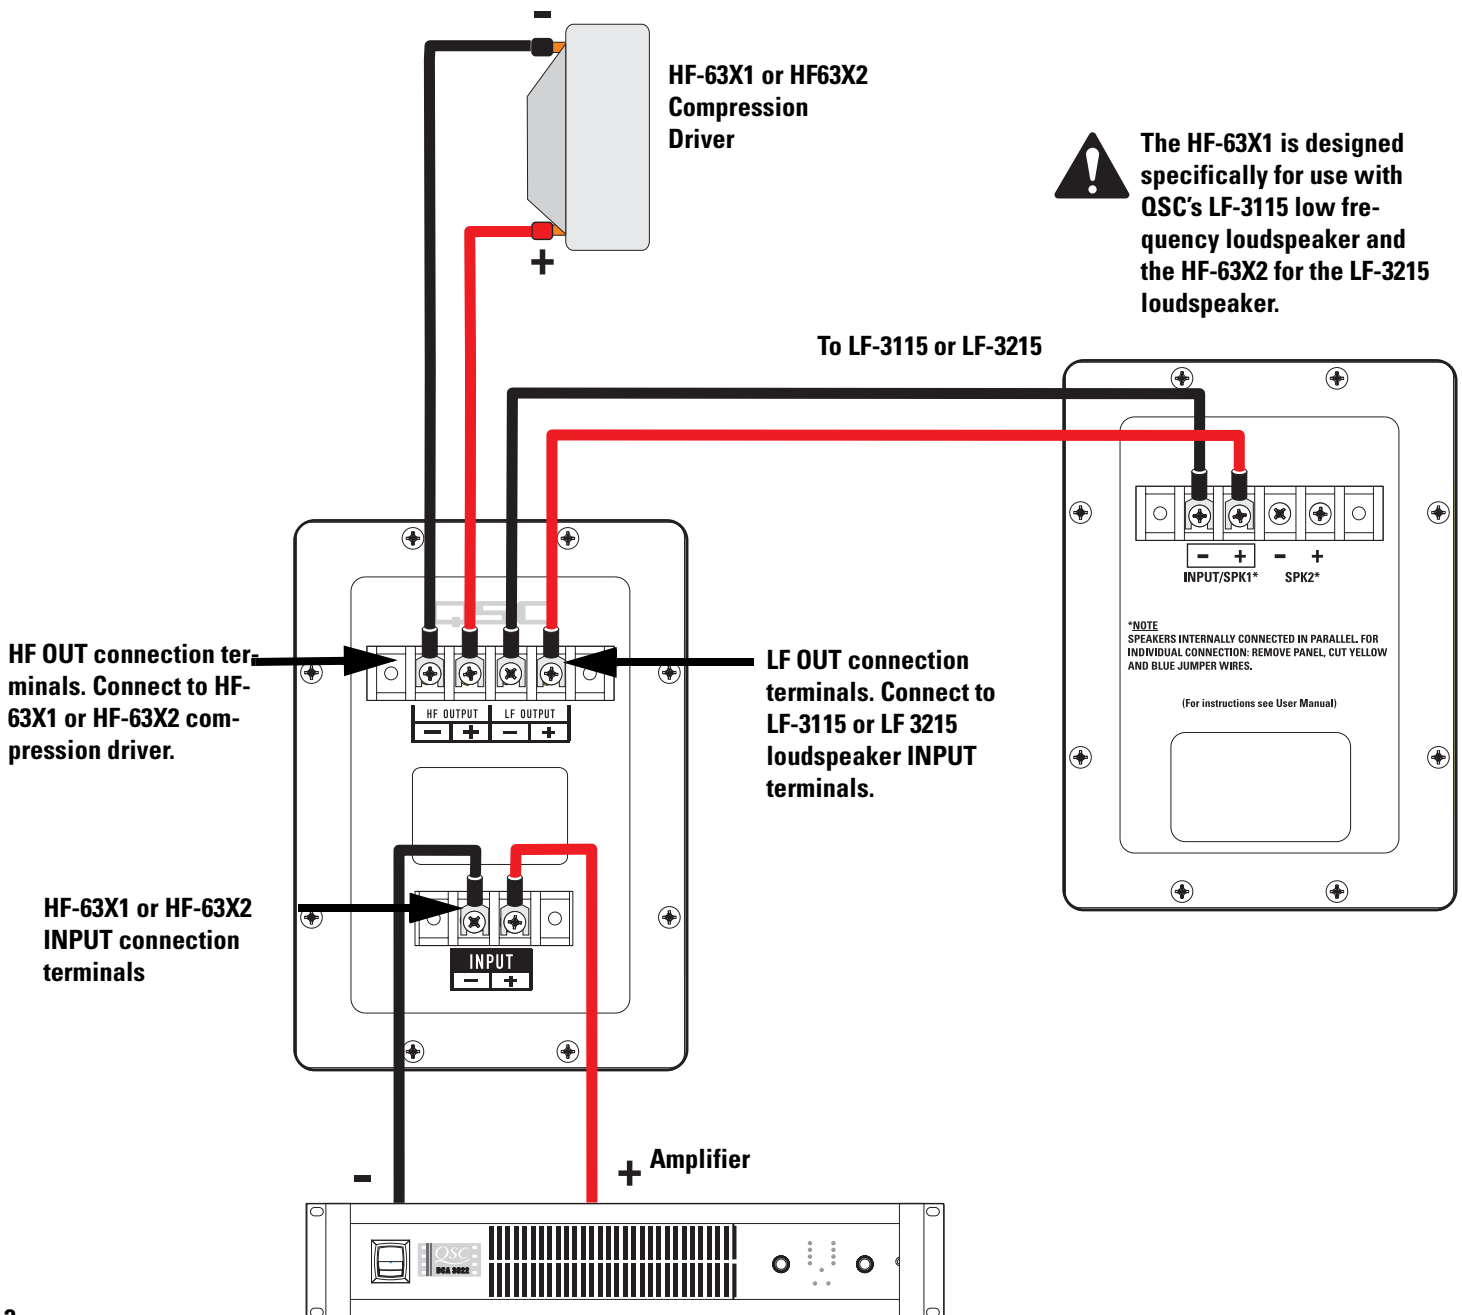 -
HF-63X1 or HF63X2
Compression
Driver
+
The HF-63X1 is designed
specifically for use with
QSC's LF-3115 low fre-
quency loudspeaker and
the HF-63X2 for the LF-3215
loudspeaker.
To LF-3115 or LF-3215
- + - +
INPUT/SPK1* SPK2*
*NOTE
SPEAKERS INTERNALLY CONNECTED IN PARALLEL. FOR
INDIVIDUAL CONNECTION: REMOVE PANEL, CUT YELLOW
AND BLUE JUMPER WIRES.
(For instructions see User Manual)
QSC
HF OUT connection ter-
minals. Connect to HF-
63X1 or HF-63X2 com-
pression driver.
HF OUTPUT LF OUTPUT
- + - +
LF OUT connection
terminals. Connect to
LF-3115 or LF 3215
loudspeaker INPUT
terminals.
HF-63X1 or HF-63X2
INPUT connection
terminals
INPUT
- +
- + Amplifier
QSC
DCA 3022